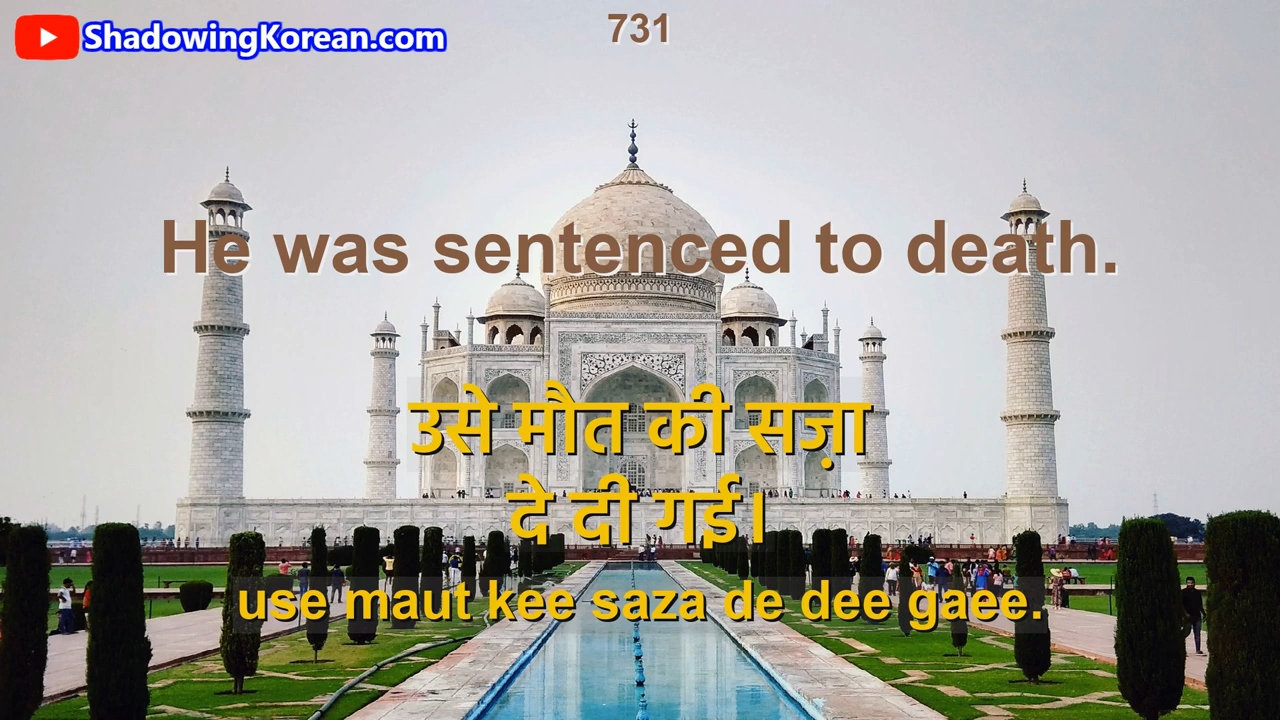 ShadowingKorean.com
731
He was sentenced to death.
उसे मौत की सज़ा
दे दी गई।
use maut kee saza de dee gaee.